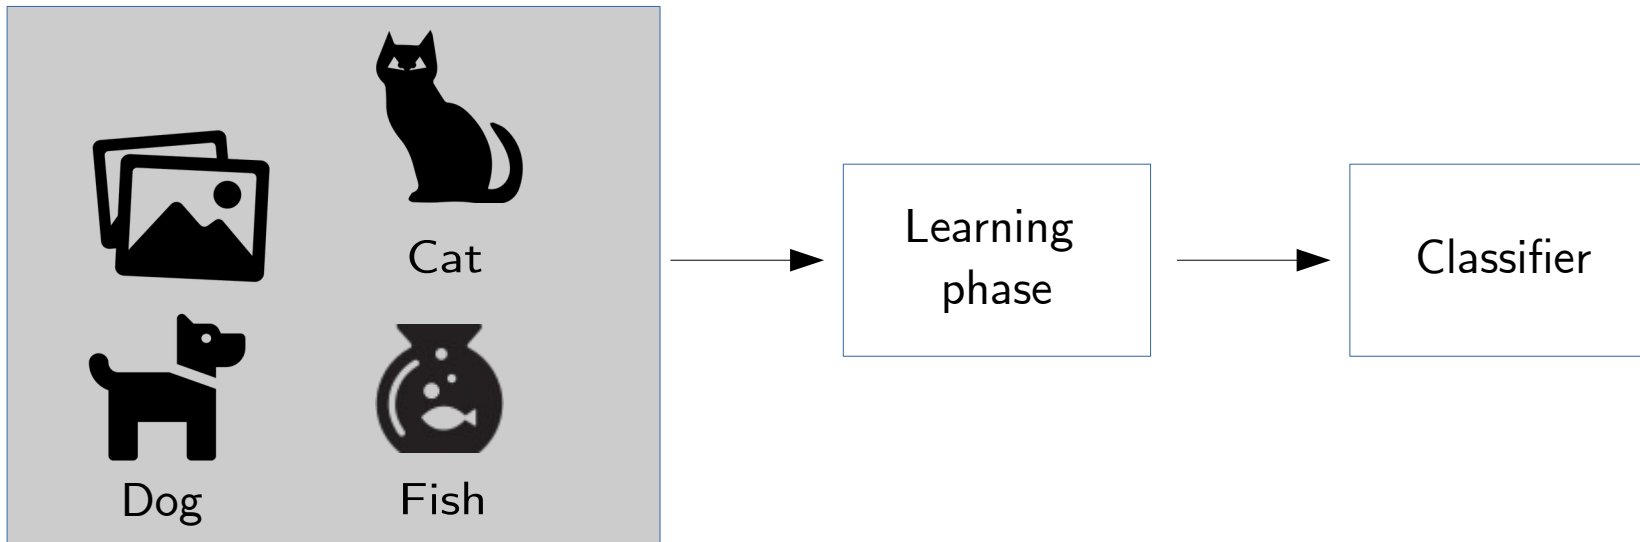 Cat
Dog
Fish
Learning
phase
Classifier